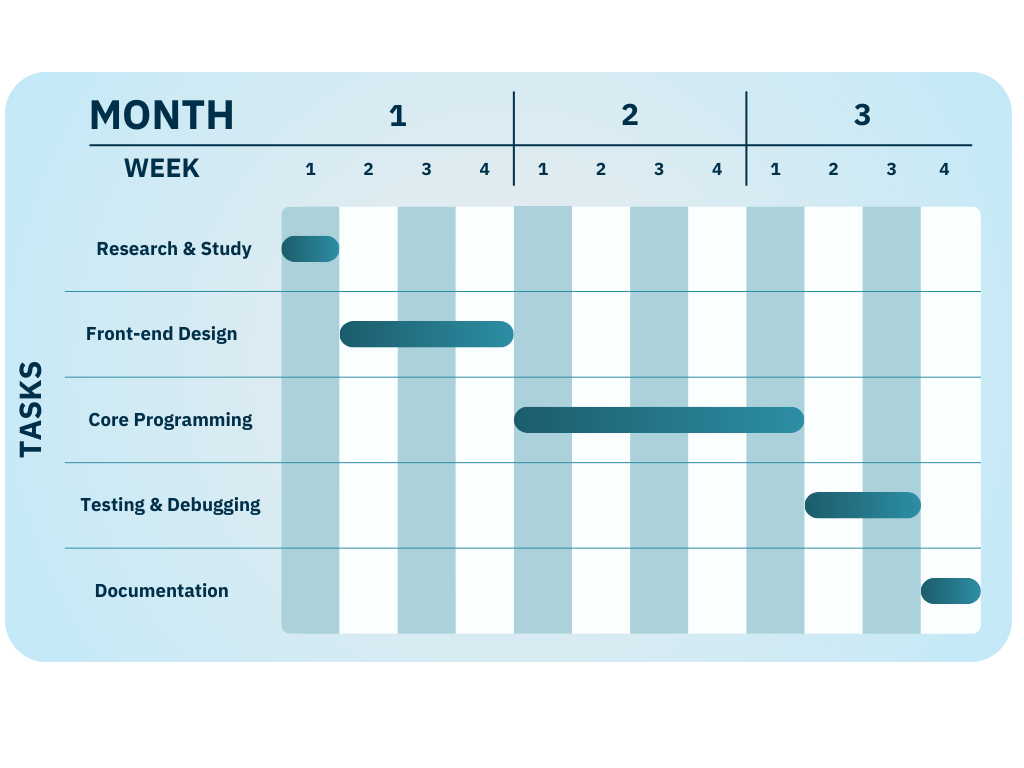 MONTH 1 2 3
WEEK 1 2 3 4 1 2 3 4 1 2 3 4
TASKS
Research & Study
Front-end Design
Core Programming
Testing & Debugging
Documentation